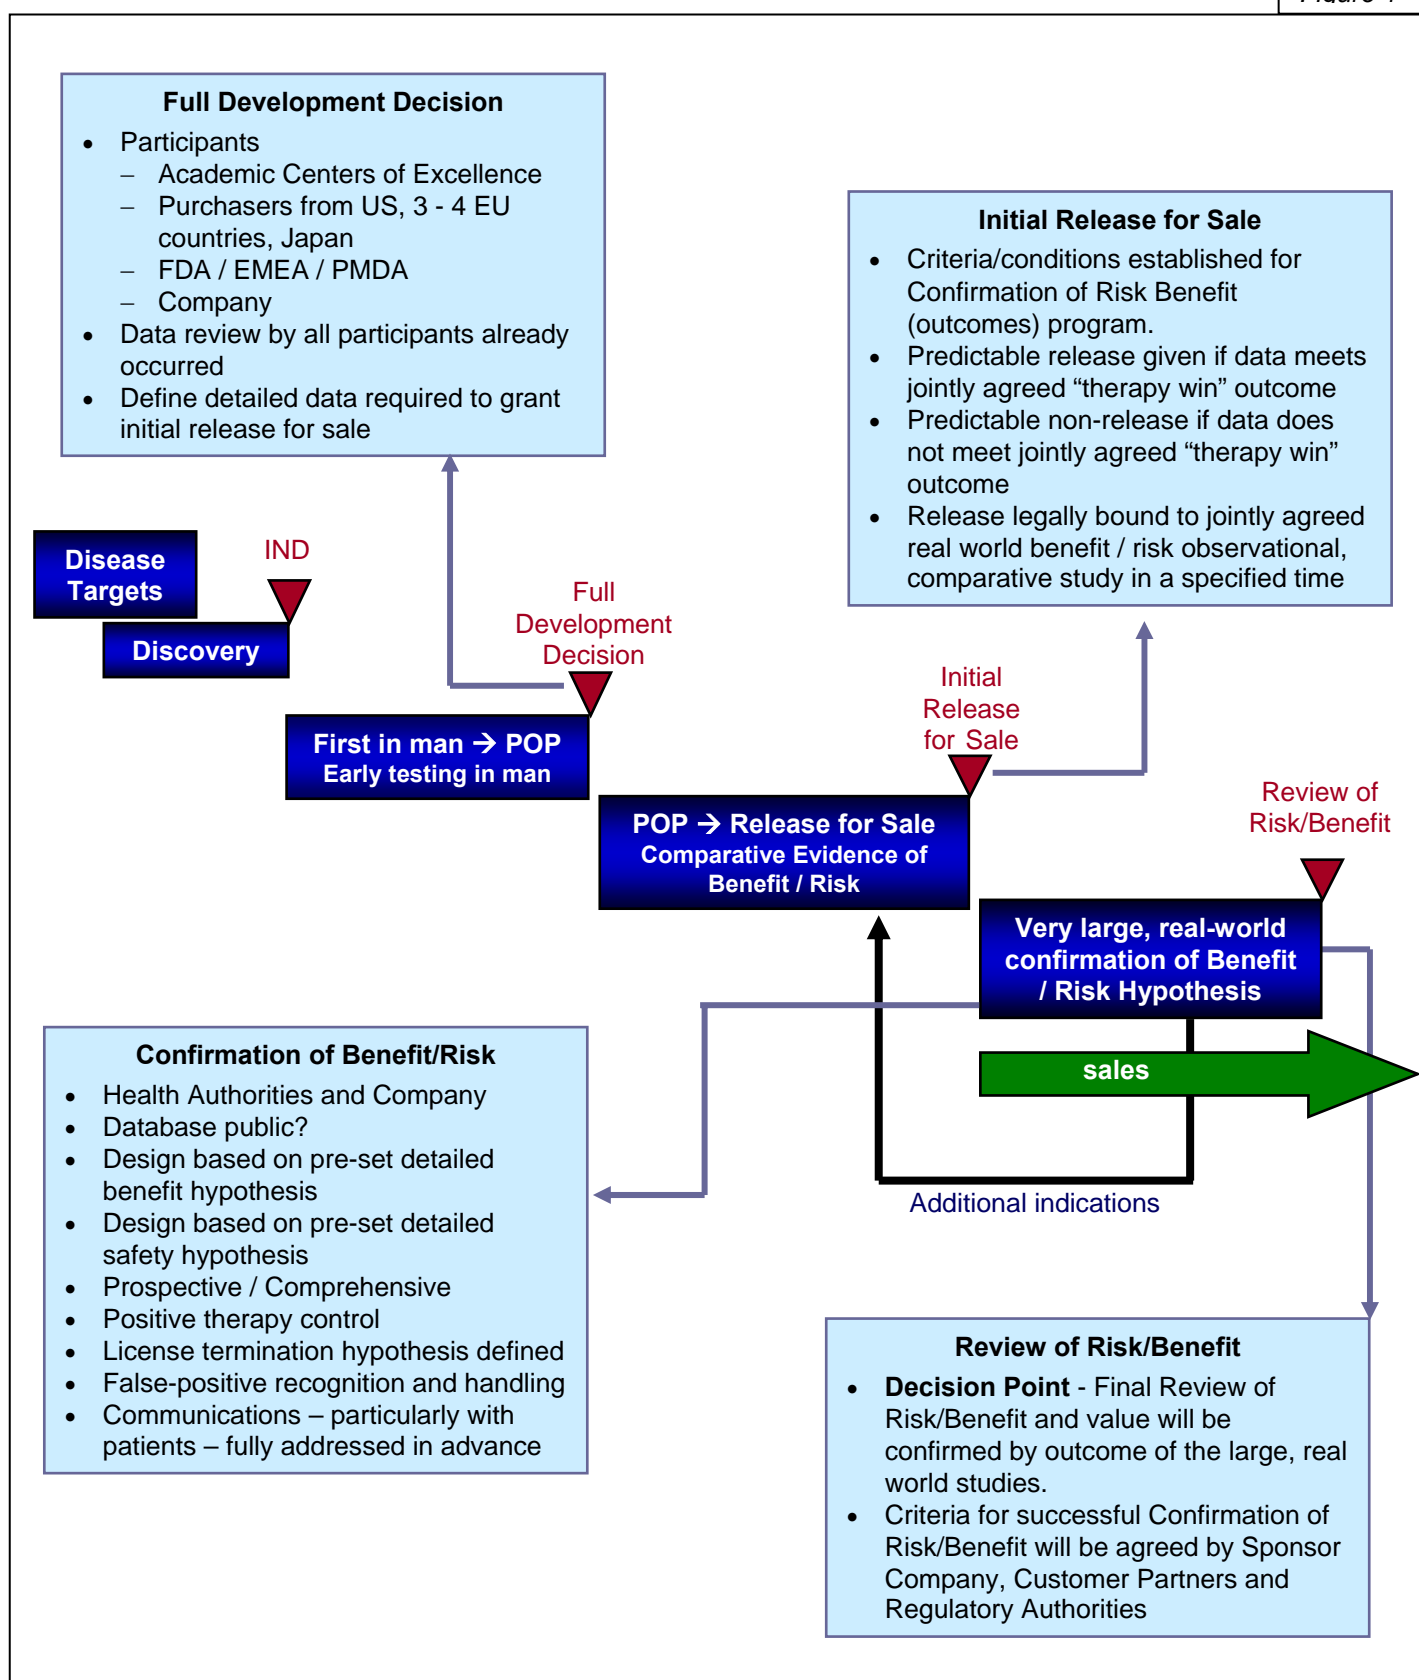 Full Development Decision
• Participants
– Academic Centers of Excellence
– Purchasers from US, 3 - 4 EU
countries, Japan
– FDA / EMEA / PMDA
– Company
• Data review by all participants already
occurred
• Define detailed data required to grant
initial release for sale
Initial Release for Sale
• Criteria/conditions established for
Confirmation of Risk Benefit
(outcomes) program.
• Predictable release given if data meets
jointly agreed “therapy win” outcome
• Predictable non-release if data does
not meet jointly agreed “therapy win”
outcome
• Release legally bound to jointly agreed
real world benefit / risk observational,
comparative study in a specified time
Disease
Targets
IND
Discovery
Full
Development
Decision
First in man → POP
Early testing in man
Initial
Release
for Sale
POP → Release for Sale
Comparative Evidence of
Benefit / Risk
Review of
Risk/Benefit
Very large, real-world
confirmation of Benefit
/ Risk Hypothesis
sales
Additional indications
Confirmation of Benefit/Risk
• Health Authorities and Company
• Database public?
• Design based on pre-set detailed
benefit hypothesis
• Design based on pre-set detailed
safety hypothesis
• Prospective / Comprehensive
• Positive therapy control
• License termination hypothesis defined
• False-positive recognition and handling
• Communications – particularly with
patients – fully addressed in advance
Review of Risk/Benefit
• Decision Point - Final Review of
Risk/Benefit and value will be
confirmed by outcome of the large, real
world studies.
• Criteria for successful Confirmation of
Risk/Benefit will be agreed by Sponsor
Company, Customer Partners and
Regulatory Authorities